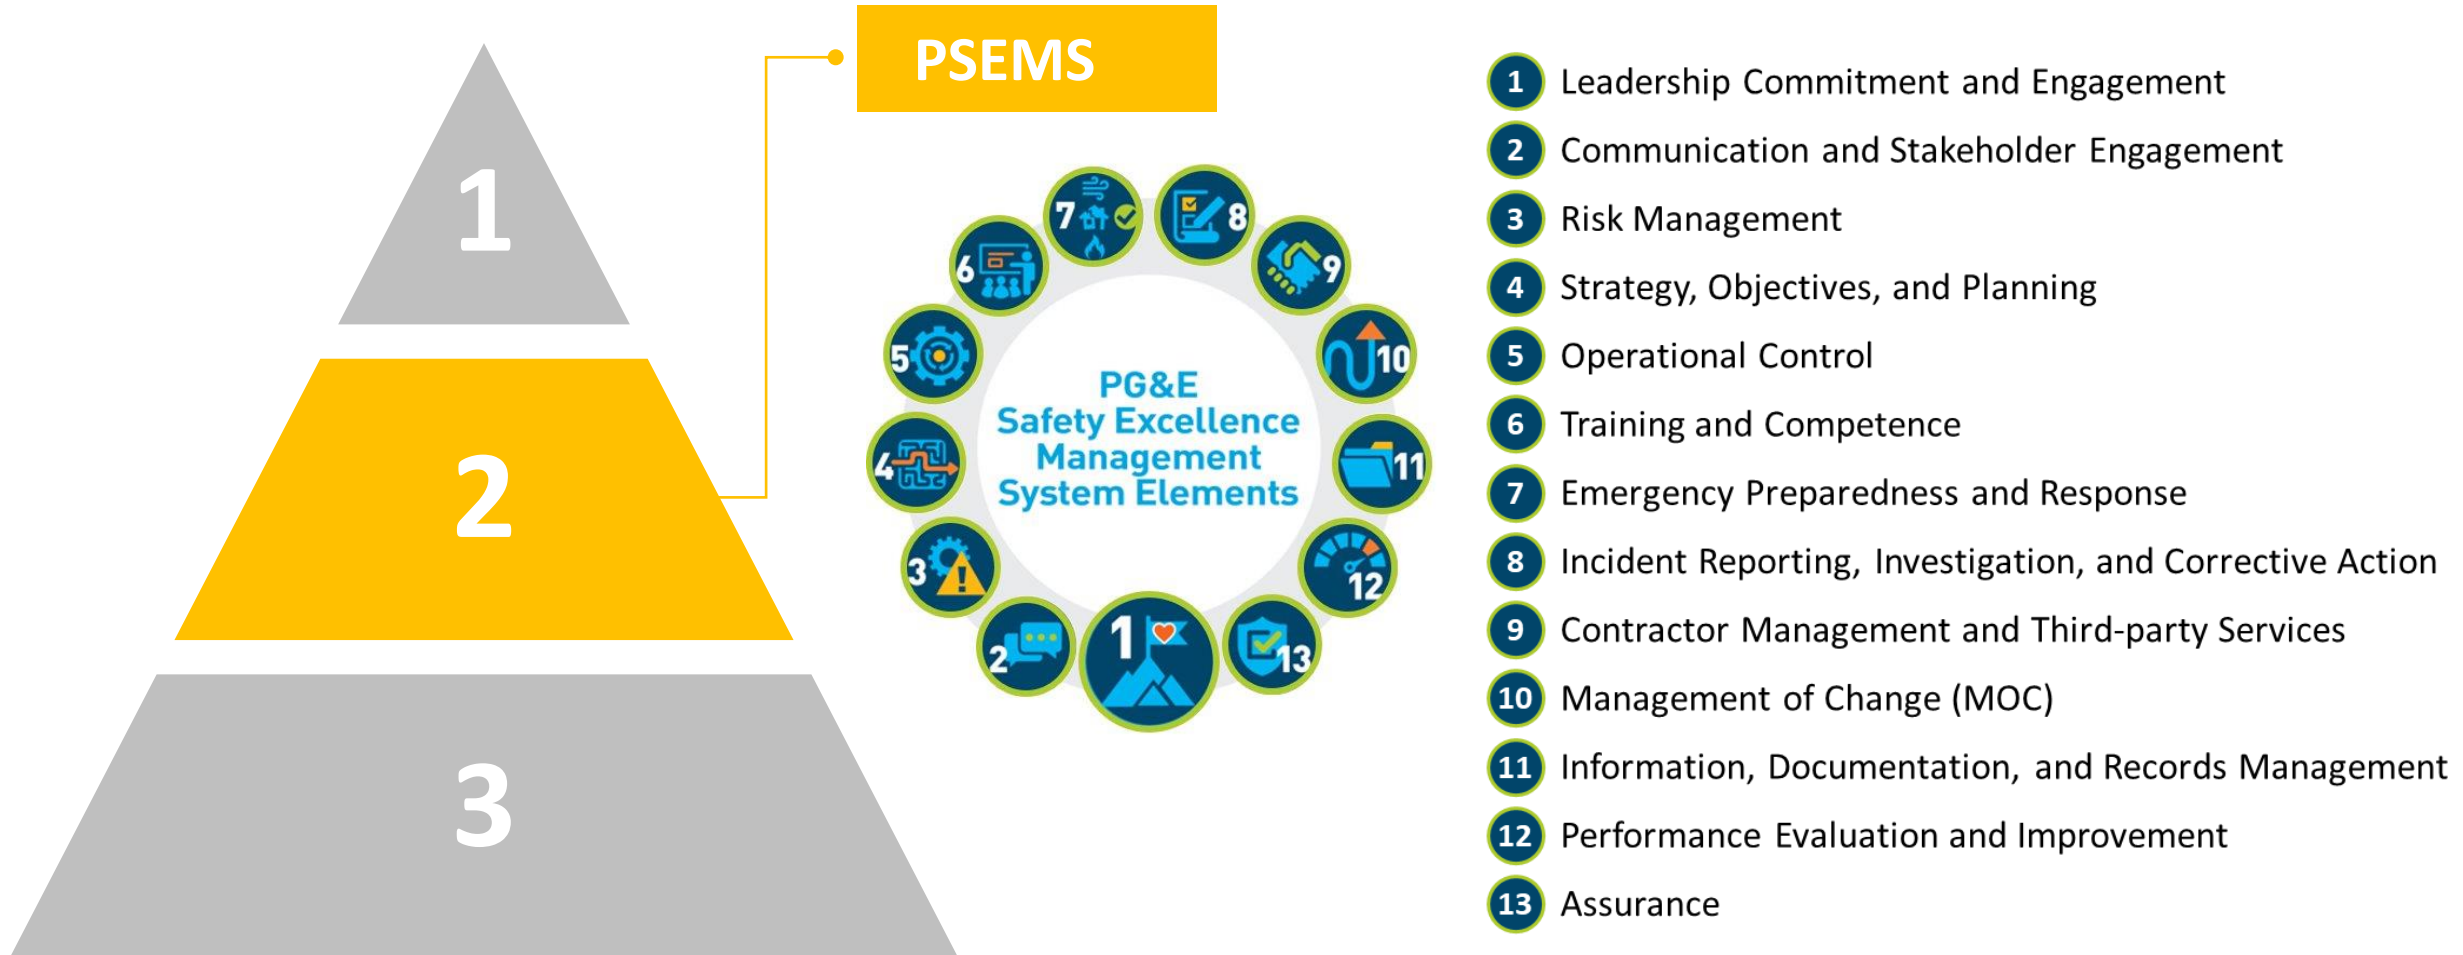 PSEMS
1
2
3
7
8
6
9
5
10
4
11
3
12
2
1
13
PG&E
Safety Excellence
Management
System Elements
1 Leadership Commitment and Engagement
2 Communication and Stakeholder Engagement
3 Risk Management
4 Strategy, Objectives, and Planning
5 Operational Control
6 Training and Competence
7 Emergency Preparedness and Response
8 Incident Reporting, Investigation, and Corrective Action
9 Contractor Management and Third-party Services
10 Management of Change (MOC)
11 Information, Documentation, and Records Management
12 Performance Evaluation and Improvement
13 Assurance